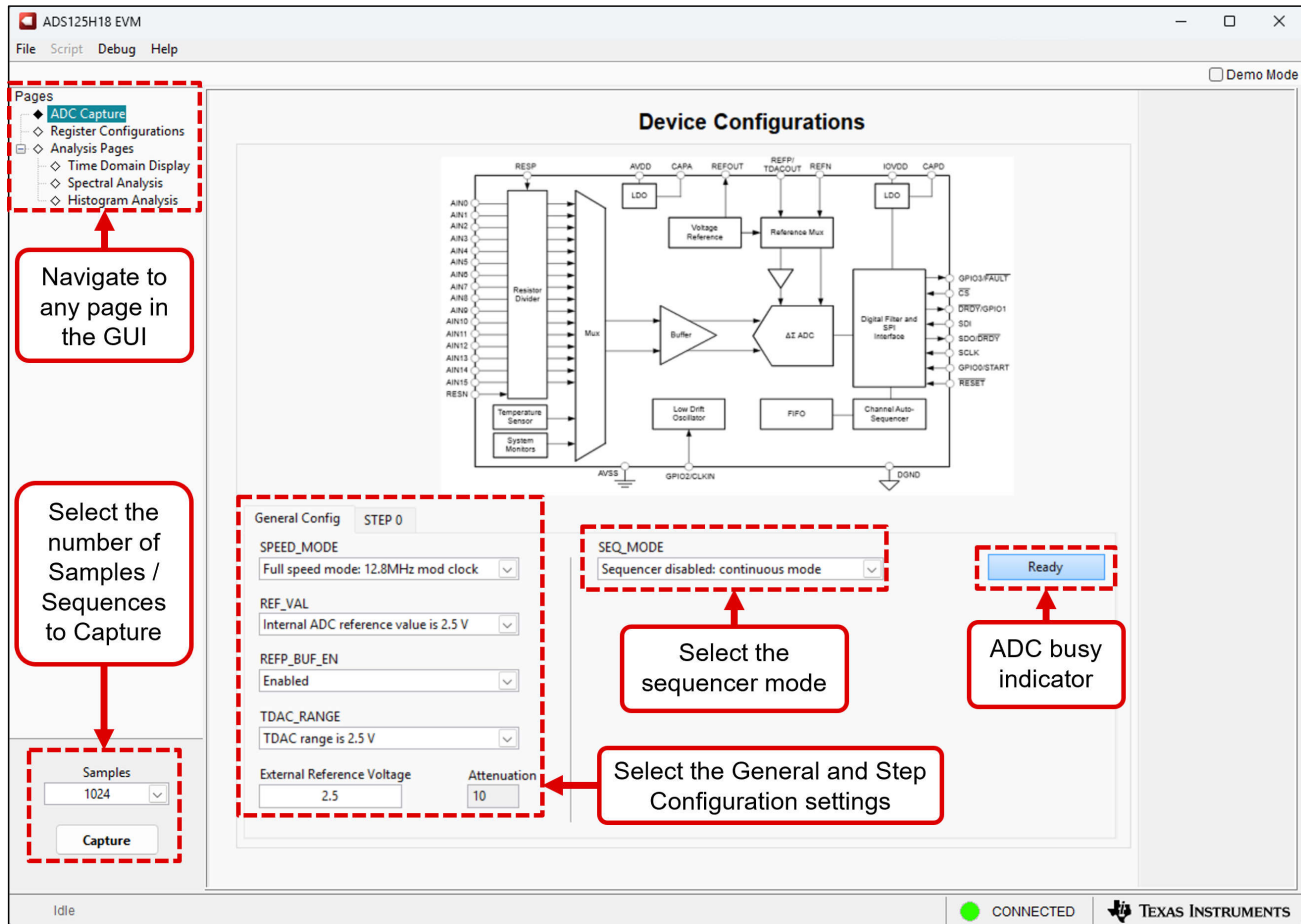 ADS125H18 EVM
File Script Debug Help
Demo Mode
Pages
ADC Capture
Register Configurations
Analysis Pages
Time Domain Display
Spectral Analysis
Histogram Analysis
Navigate to
any page in
the GUI
Select the
number of
Samples /
Sequences
to Capture
Samples
1024
Capture
Device Configurations
RESP AVDD CAPA REFOUT REFP/TDACOUT REFN IOVDD CAPD
LDO
LDO
Voltage
Reference
Reference Mux
AIN0
AIN1
AIN2
AIN3
AIN4
AIN5
AIN6
AIN7
AIN8
AIN9
AIN10
AIN11
AIN12
AIN13
AIN14
AIN15
RESN
Resistor
Divider
Mux
Buffer
ΔΣ ADC
Digital Filter and
SPI
Interface
GPIO3/FAULT
CS
DRDY/GPIO1
SDI
SDO/DRDY
SCLK
GPIO0/START
RESET
Temperature
Sensor
System
Monitors
Low Drift
Oscillator
FIFO
Channel Auto-
Sequencer
AVSS
GPIO2/CLKIN
DGND
General Config STEP 0
SPEED_MODE
Full speed mode: 12.8MHz mod clock
REF_VAL
Internal ADC reference value is 2.5 V
REFP_BUF_EN
Enabled
TDAC_RANGE
TDAC range is 2.5 V
External Reference Voltage Attenuation
2.5 10
SEQ_MODE
Sequencer disabled: continuous mode
Select the
sequencer mode
Ready
ADC busy
indicator
Select the General and Step
Configuration settings
Idle
CONNECTED
TEXAS INSTRUMENTS